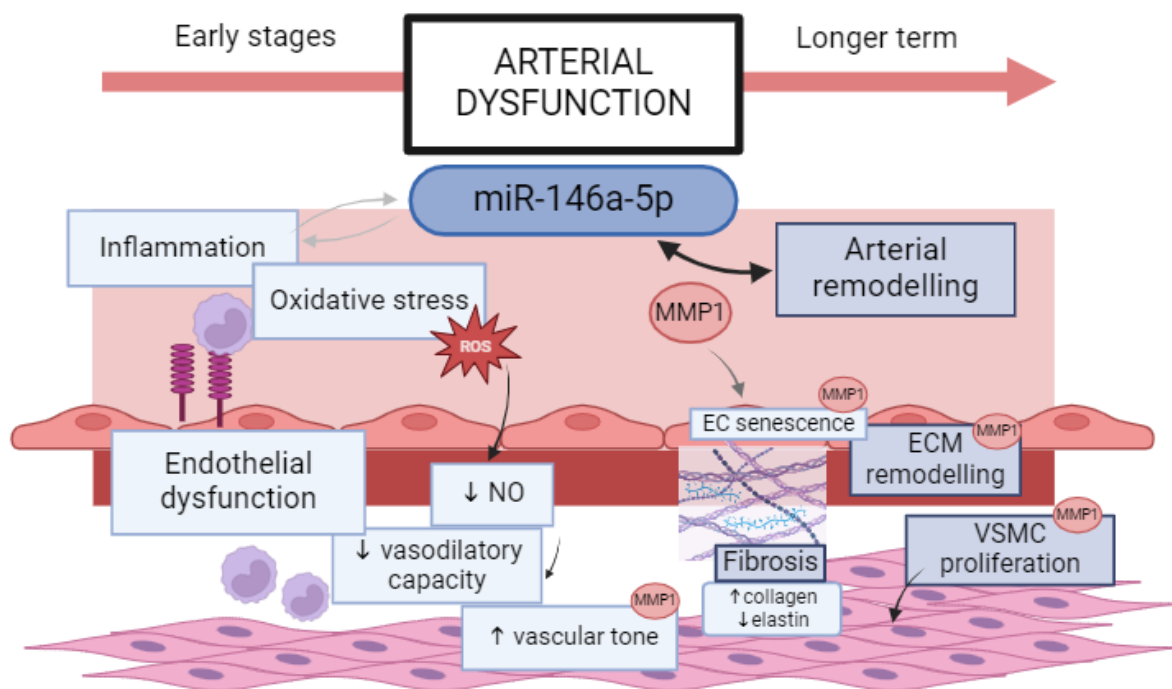 Early stages
ARTERIAL
DYSFUNCTION
Longer term
miR-146a-5p
Inflammation
Oxidative stress
ROS
Arterial
remodelling
MMP1
MMP1
EC senescence
MMP1
ECM
remodelling
Endothelial
dysfunction
↓ NO
↓ vasodilatory
capacity
MMP1
↑ vascular tone
Fibrosis
↑collagen
↓elastin
MMP1
VSMC
proliferation